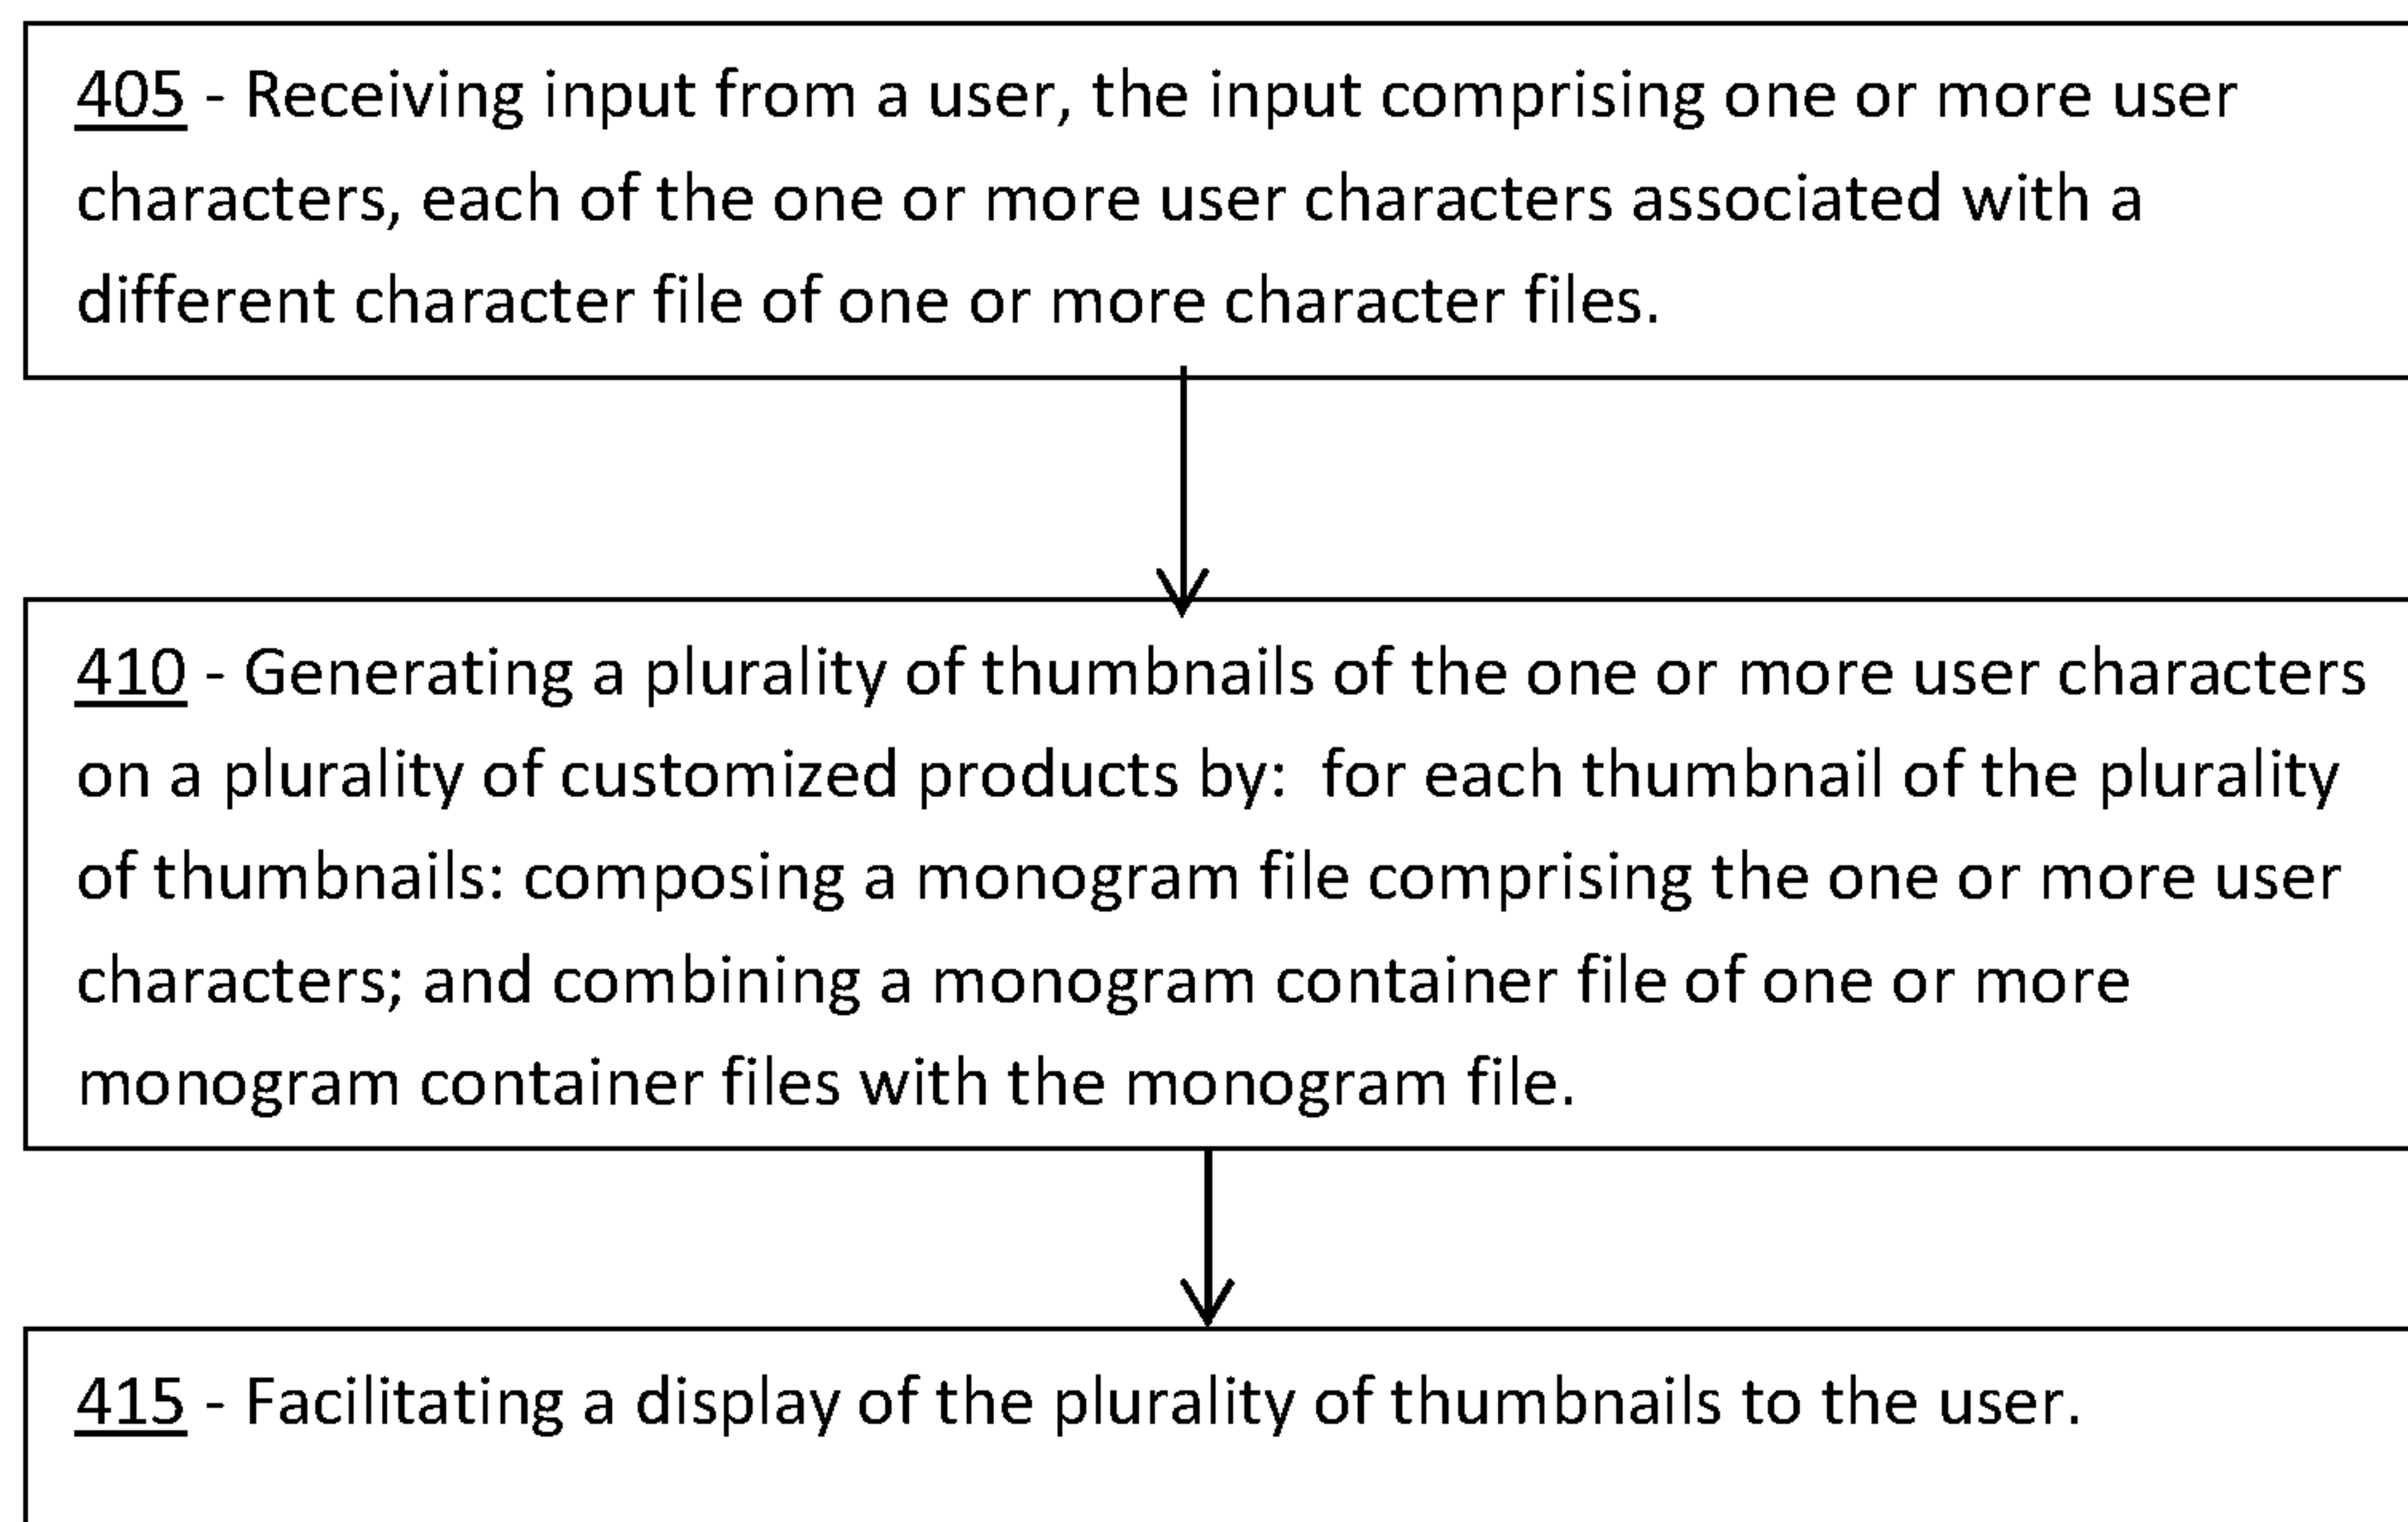 405 - Receiving input from a user, the input comprising one or more user
characters, each of the one or more user characters associated with a
different character file of one or more character files.
410 - Generating a plurality of thumbnails of the one or more user characters
on a plurality of customized products by:  for each thumbnail of the plurality
of thumbnails: composing a monogram file comprising the one or more user
characters; and combining a monogram container file of one or more
monogram container files with the monogram file.
415 - Facilitating a display of the plurality of thumbnails to the user.